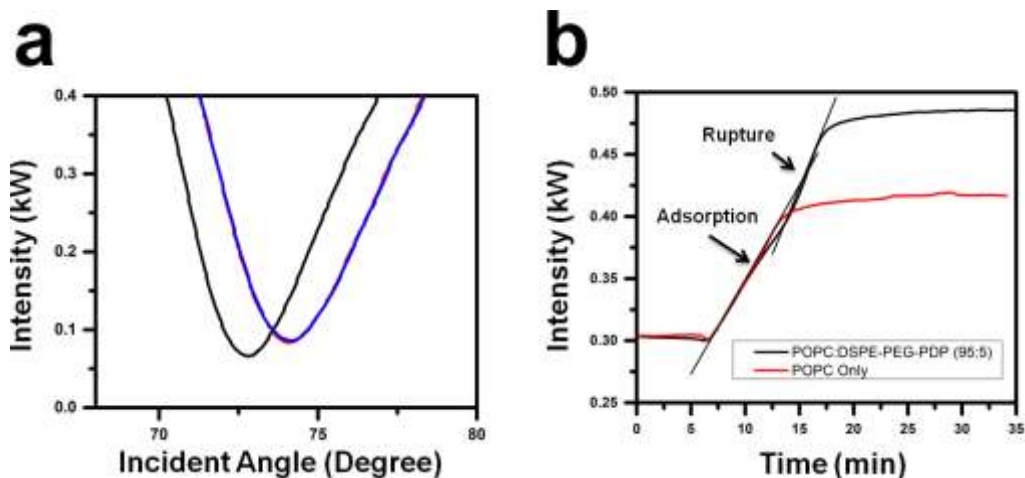 a
Intensity (kW)
0.4
0.3
0.2
0.1
0.0
70
75
80
Incident Angle (Degree)
b
Intensity (kW)
0.50
0.45
0.40
0.35
0.30
0.25
Rupture
Adsorption
POPC:DSPE-PEG-PDP (95:5)
POPC Only
0
5
10
15
20
25
30
35
Time (min)